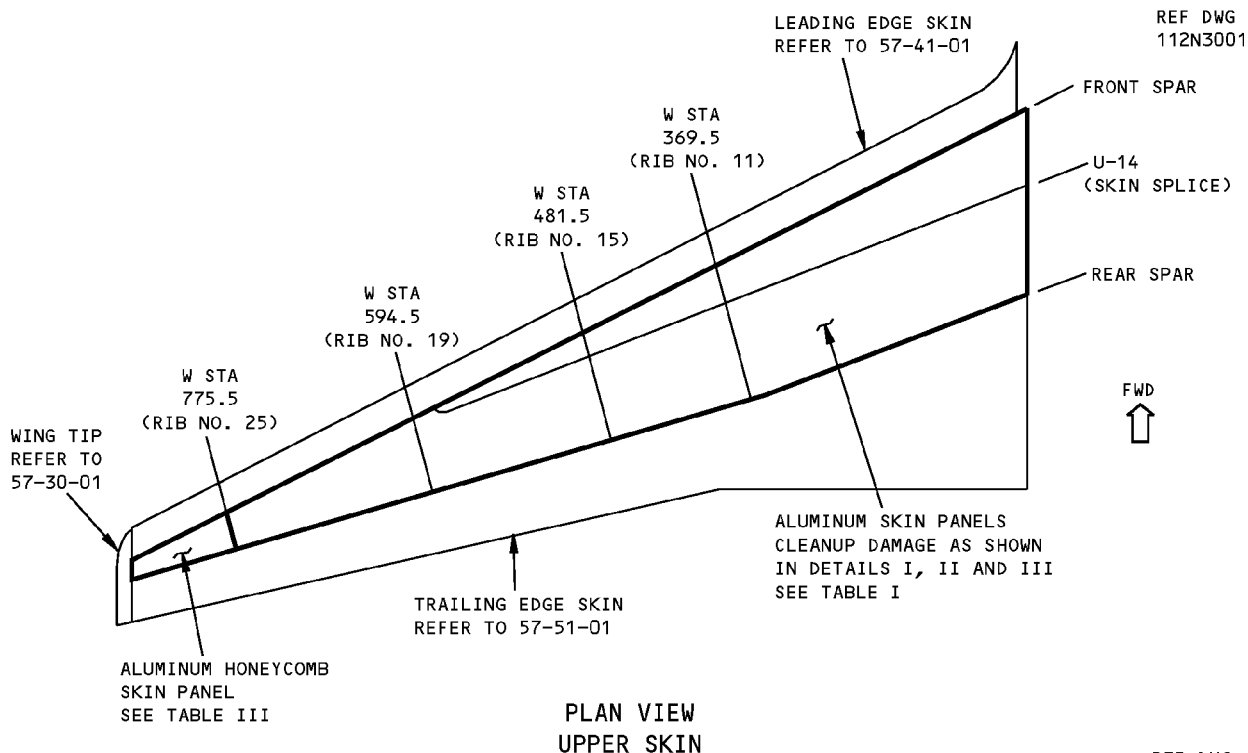 LEADING EDGE SKIN
REFER TO 57-41-01
REF DWG
112N3001
FRONT SPAR
W STA
369.5
(RIB NO. 11)
U-14
(SKIN SPLICE)
W STA
481.5
(RIB NO. 15)
REAR SPAR
W STA
594.5
(RIB NO. 19)
W STA
775.5
(RIB NO. 25)
FWD
WING TIP
REFER TO
57-30-01
ALUMINUM SKIN PANELS
CLEANUP DAMAGE AS SHOWN
IN DETAILS I, II AND III
SEE TABLE I
TRAILING EDGE SKIN
REFER TO 57-51-01
ALUMINUM HONEYCOMB
SKIN PANEL
SEE TABLE III
PLAN VIEW
UPPER SKIN